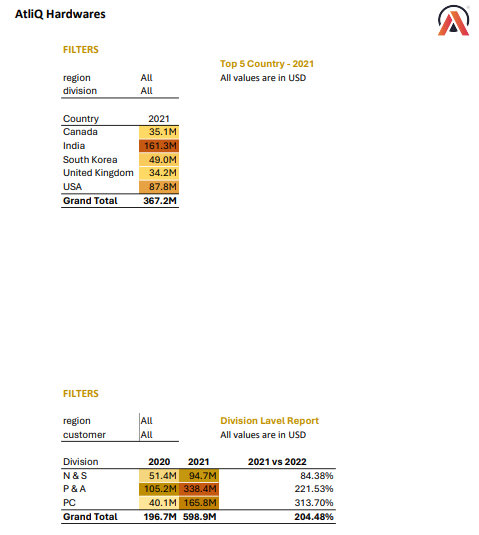 AtliQ Hardwares
FILTERS
Top 5 Country - 2021
region All All values are in USD
division All
Country 2021
Canada 35.1M
India 161.3M
South Korea 49.0M
United Kingdom 34.2M
USA 87.8M
Grand Total 367.2M
FILTERS
region All Division Lavel Report
customer All All values are in USD
Division 2020 2021 2021 vs 2022
N & S 51.4M 94.7M 84.38%
P & A 105.2M 338.4M 221.53%
PC 40.1M 165.8M 313.70%
Grand Total 196.7M 598.9M 204.48%